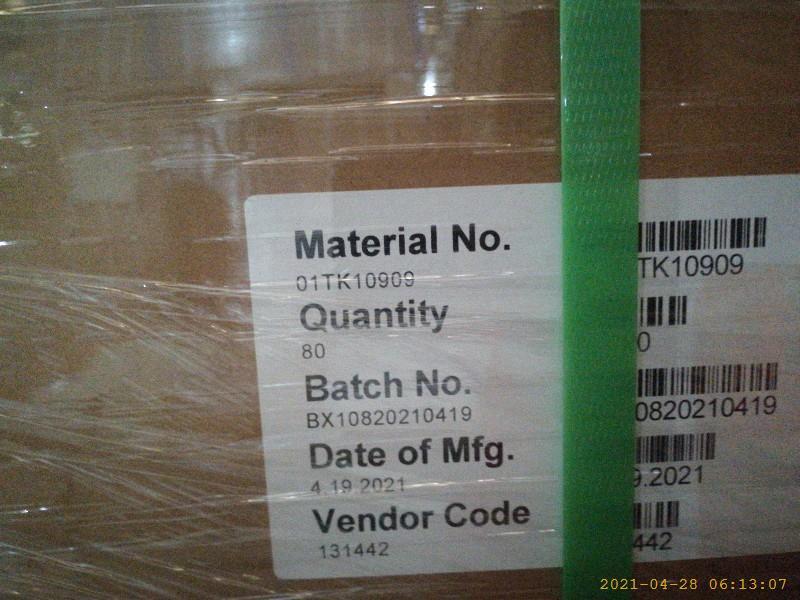 Material No.
01TK10909
TK10909
Quantity
80
0
Batch No.
BX10820210419
0820210419
Date of Mfg.
4.19.2021
9.2021
Vendor Code
131442
442
2021-04-28 06:13:07